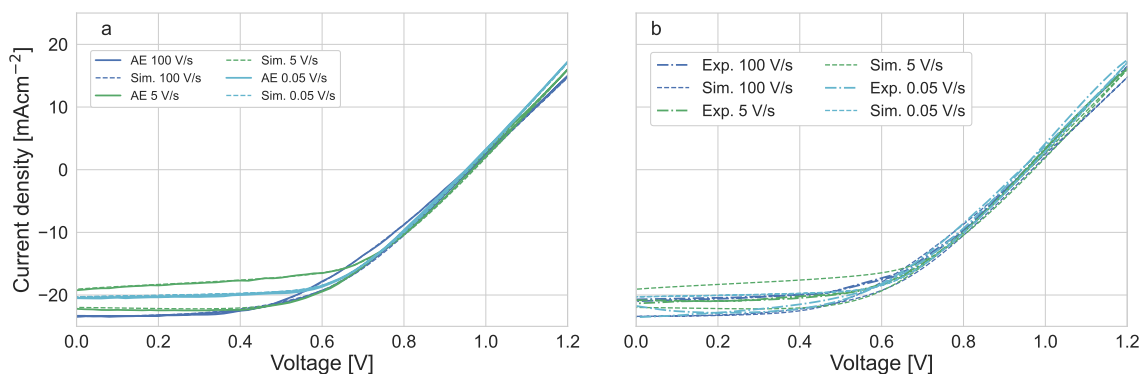 a
AE 100 V/s
Sim. 100 V/s
AE 5 V/s
Sim. 5 V/s
AE 0.05 V/s
Sim. 0.05 V/s
20
10
0
−10
−20
Current density [mAcm−2]
0.0 0.2 0.4 0.6 0.8 1.0 1.2
Voltage [V]
b
Exp. 100 V/s
Sim. 100 V/s
Exp. 5 V/s
Sim. 5 V/s
Exp. 0.05 V/s
Sim. 0.05 V/s
0.0 0.2 0.4 0.6 0.8 1.0 1.2
Voltage [V]